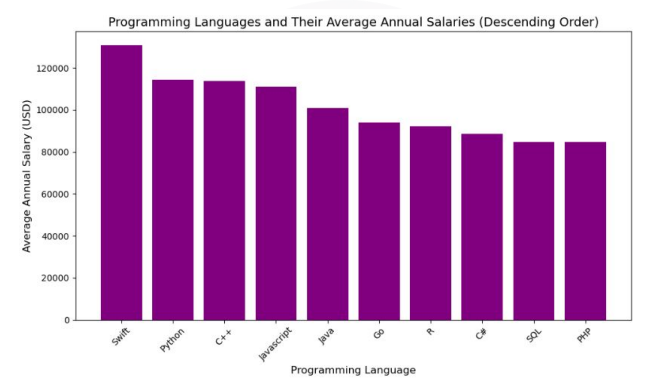 Programming Languages and Their Average Annual Salaries (Descending Order)
Average Annual Salary (USD)
120000
100000
80000
60000
40000
20000
0
Swift
Python
C++
Javascript
Java
Go
R
C#
SQL
PHP
Programming Language